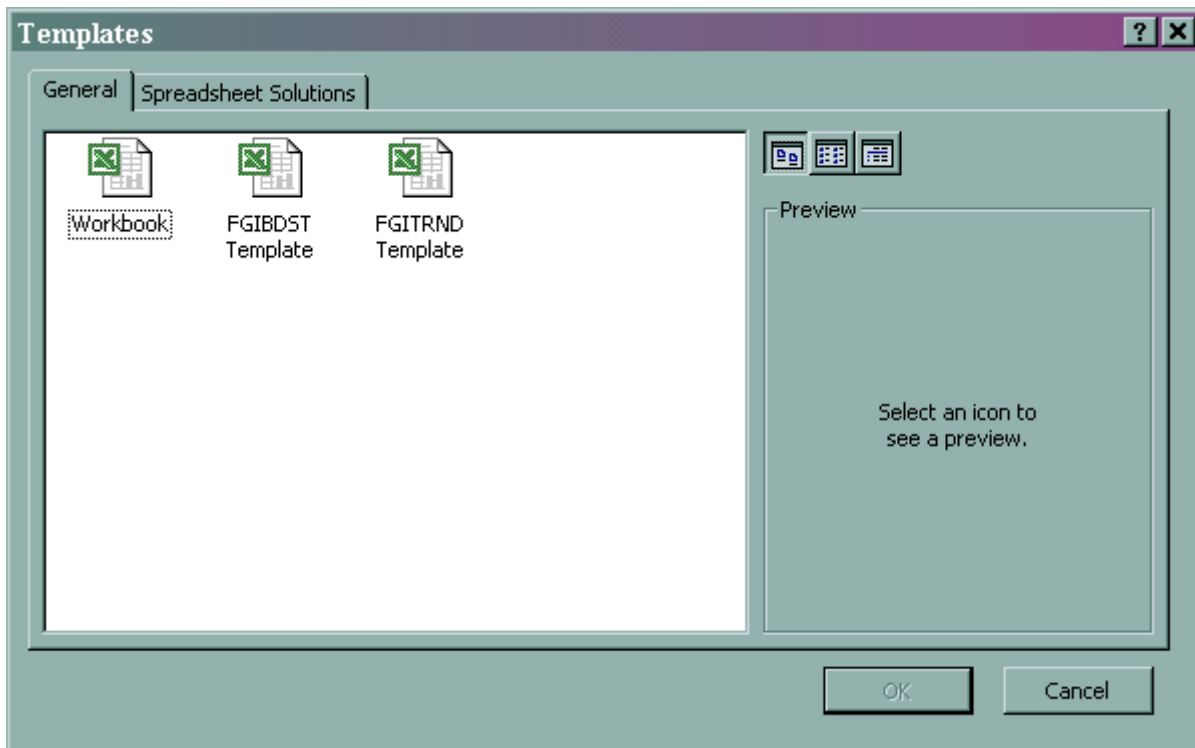 Templates
General Spreadsheet Solutions
Workbook FGIBDST FGITRND
Template Template
Preview
Select an icon to
see a preview.
OK Cancel